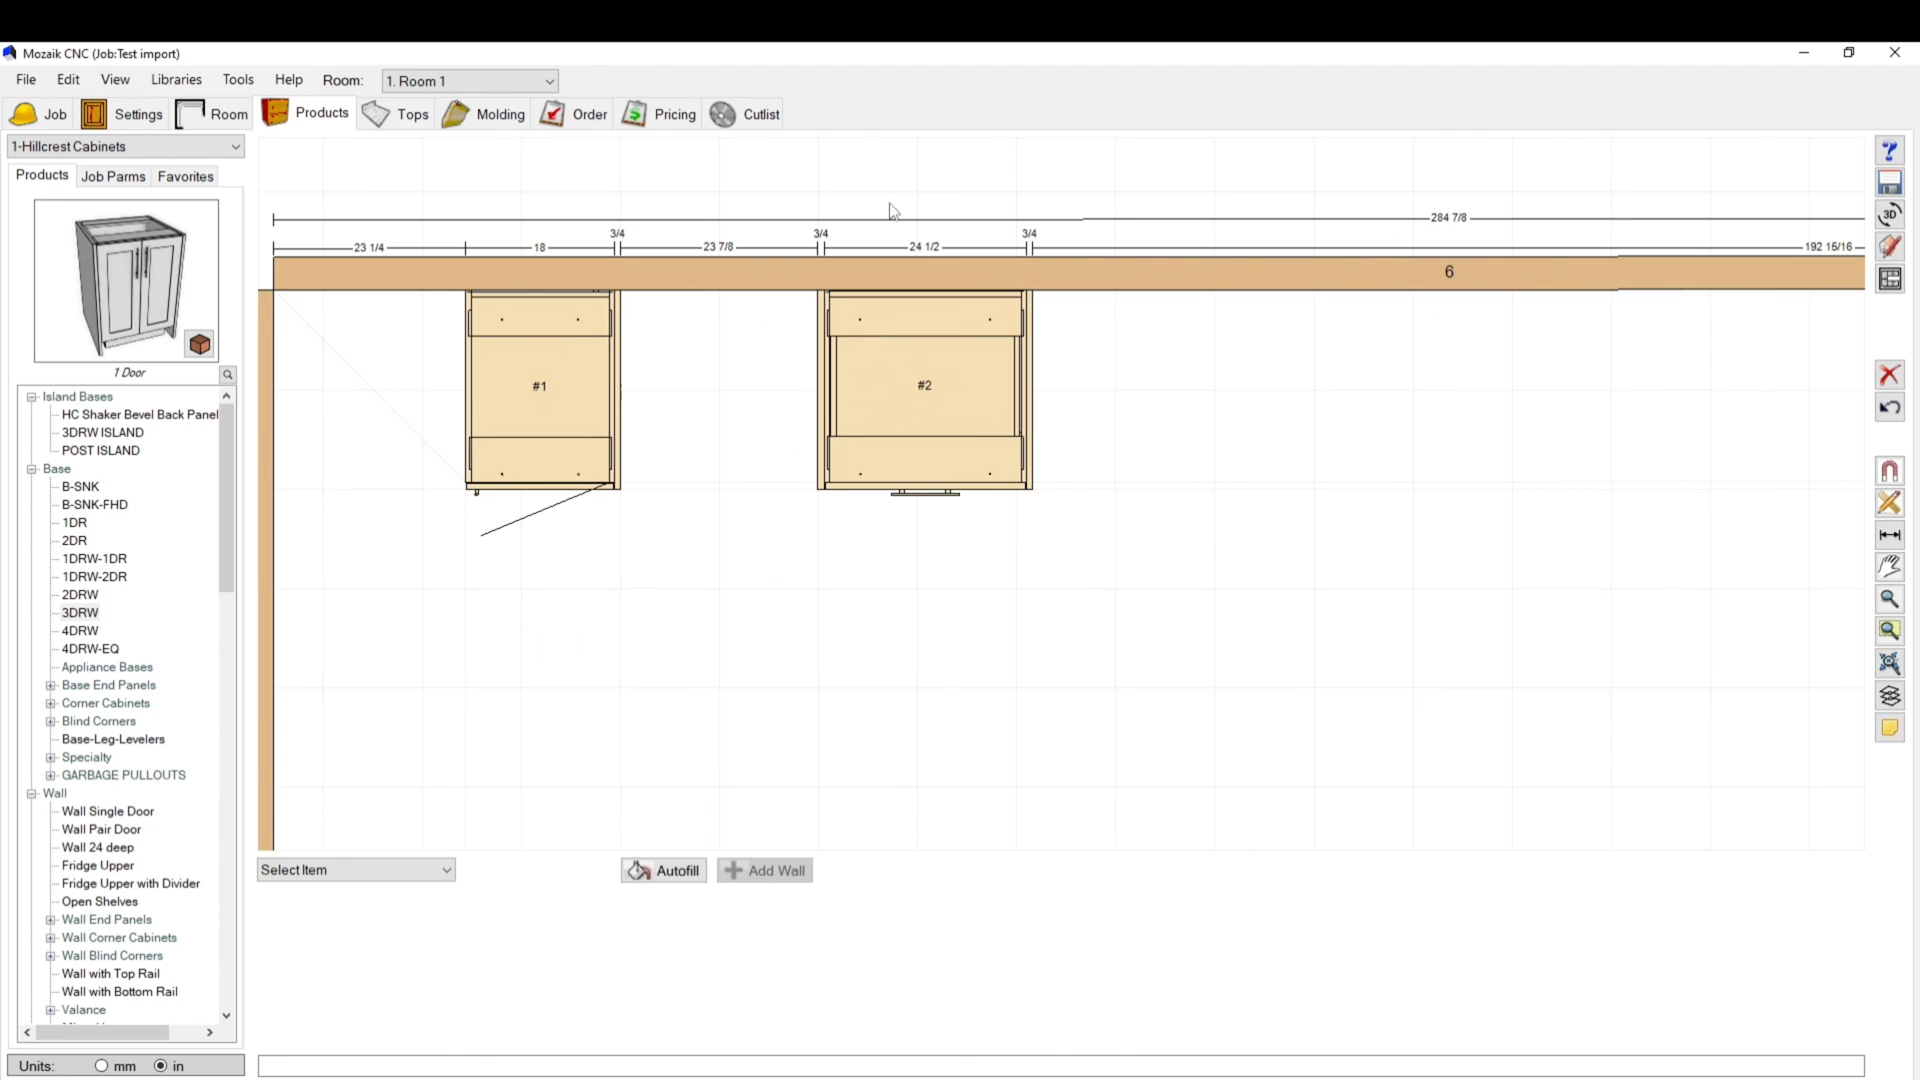 Mozaik CNC (Job:Test import)
File Edit View Libraries Tools Help Room: 1. Room 1
Job Settings Room Products Tops Molding Order Pricing Cutlist
1-Hillcrest Cabinets
Products Job Parms Favorites
1 Door
Island Bases
HC Shaker Bevel Back Panel
3DRW ISLAND
POST ISLAND
Base
B-SNK
B-SNK-FHD
1DR
2DR
1DRW-1DR
1DRW-2DR
2DRW
3DRW
4DRW
4DRW-EQ
Appliance Bases
Base End Panels
Corner Cabinets
Blind Corners
Base-Leg-Levelers
Specialty
GARBAGE PULLOUTS
Wall
Wall Single Door
Wall Pair Door
Wall 24 deep
Fridge Upper
Fridge Upper with Divider
Open Shelves
Wall End Panels
Wall Corner Cabinets
Wall Blind Corners
Wall with Top Rail
Wall with Bottom Rail
Valance
Units: mm in
284 7/8
3/4 3/4 3/4
23 1/4 18 23 7/8 24 1/2 192 15/16
6
#1 #2
Select Item Autofill Add Wall
?
3D